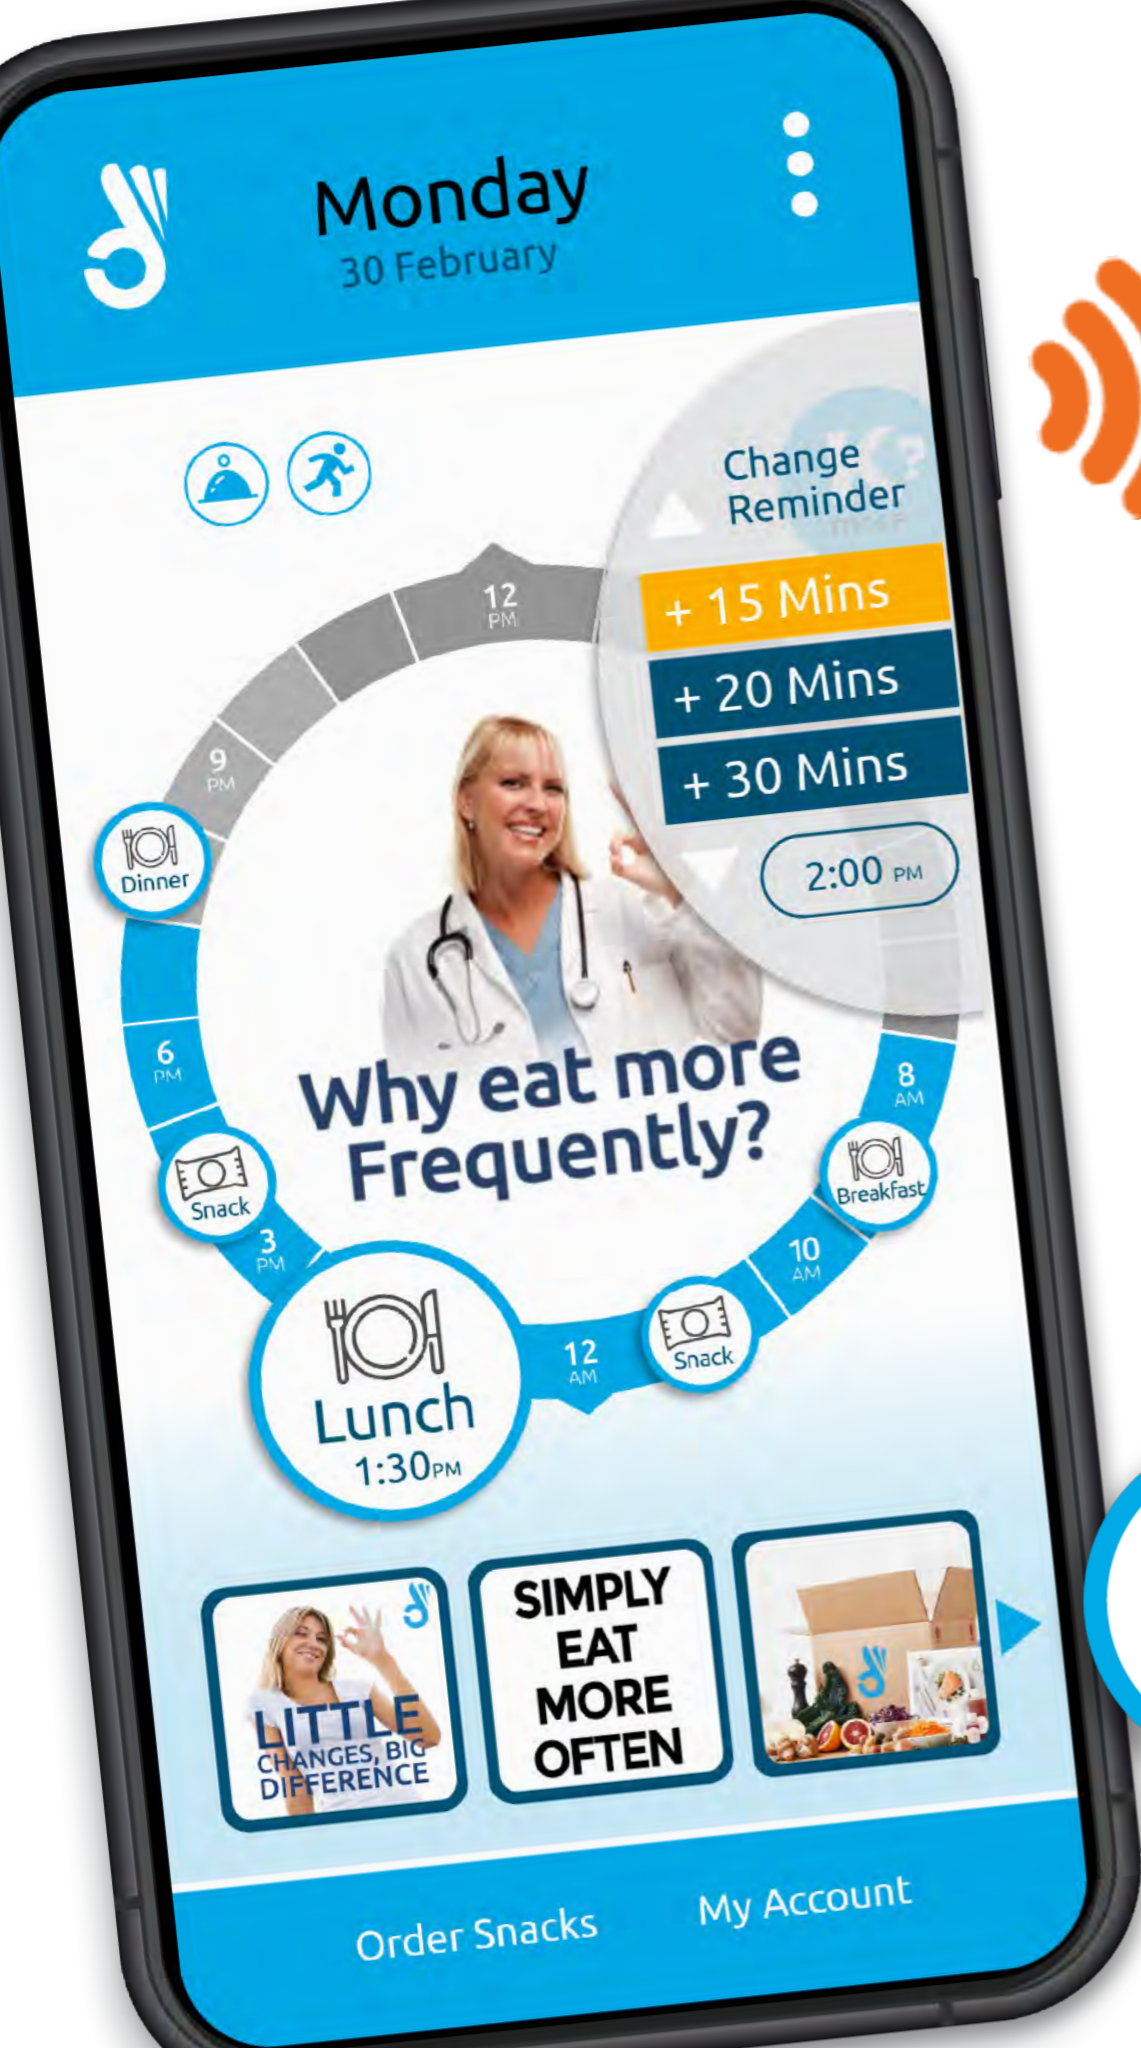 Monday
30 February
Change
Reminder
+ 15 Mins
+ 20 Mins
+ 30 Mins
2:00 PM
12
PM
9
PM
Dinner
6
PM
Snack
3
PM
Lunch
1:30PM
12
AM
Snack
10
AM
Breakfast
8
AM
Why eat more
Frequently?
LITTLE
CHANGES, BIG
DIFFERENCE
SIMPLY
EAT
MORE
OFTEN
Order Snacks
My Account